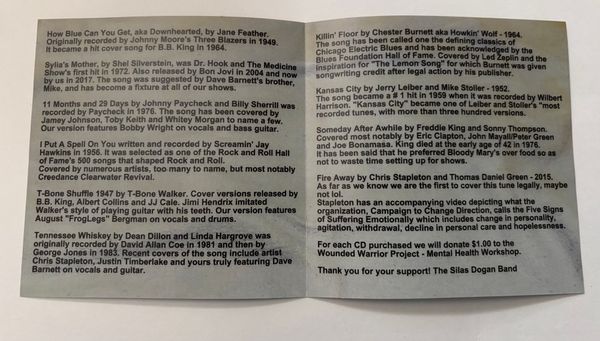 How Blue Can You Get, aka Downhearted, by Jane Feather.
Originally recorded by Johnny Moore's Three Blazers in 1949.
It became a hit cover song for B.B. King in 1964.
Sylia's Mother, by Shel Silverstein, was Dr. Hook and The Medicine
Show's first hit in 1972. Also released by Bon Jovi in 2004 and now
by us in 2017. The song was suggested by Dave Barnett's brother,
Mike, and has become a fixture at all of our shows.
11 Months and 29 Days by Johnny Paycheck and Billy Sherrill was
recorded by Paycheck in 1976. The song has been covered by
Jamey Johnson, Toby Kaith and Whitey Morgan to name a few.
Our version features Bobby Wright on vocals and bass guitar.
I Put A Spell On You written and recorded by Screamin' Jay
Hawkins in 1956. It was selected as one of the Rock and Roll Hall
of Fame's 500 songs that shaped Rock and Roll.
Covered by numerous artists, too many to name, but most notably
Creedance Clearwater Revival.
T-Bone Shuffle 1947 by T-Bone Walker. Cover versions released by
B.B. King, Albert Collins and JJ Cale. Jimi Hendrix imitated
Walker's style of playing guitar with his teeth. Our version features
August "FrogLegs" Bergman on vocals and drums.
Tennessee Whiskey by Dean Dillon and Linda Hargrove was
originally recorded by David Allan Coe in 1981 and then by
George Jones in 1983. Recent covers of the song include artist
Chris Stapleton, Justin Timberlake and yours truly featuring Dave
Barnett on vocals and guitar.
Killin' Floor by Chester Burnett aka Howkin' Wolf - 1964.
The song has been called one the defining classics of
Chicago Electric Blues and has been acknowledged by the
Blues Foundation Hall of Fame. Covered by Led Zeplin and the
inspiration for "The Lemon Song" for which Burnett was given
songwriting credit after legal action by his publisher.
Kansas City by Jerry Leiber and Mike Stoller - 1952.
The song became a # 1 hit in 1959 when it was recorded by Wilbert
Harrison. "Kansas City" became one of Leiber and Stoller's "most
recorded tunes, with more than three hundred versions.
Someday After Awhile by Freddie King and Sonny Thompson.
Covered most notably by Eric Clapton, John Mayall/Peter Green
and Joe Bonamasa. King died at the early age of 42 in 1976.
It has been said that he preferred Bloody Mary's over food so as
not to waste time setting up for shows.
Fire Away by Chris Stapleton and Thomas Daniel Green - 2015.
As far as we know we are the first to cover this tune legally, maybe
not lol.
Stapleton has an accompanying video depicting what the
organization, Campaign to Change Direction, calls the Five Signs
of Suffering Emotionally which includes change in personality,
agitation, withdrawal, decline in personal care and hopelessness.
For each CD purchased we will donate $1.00 to the
Wounded Warrior Project - Mental Health Workshop.
Thank you for your support! The Silas Dogan Band